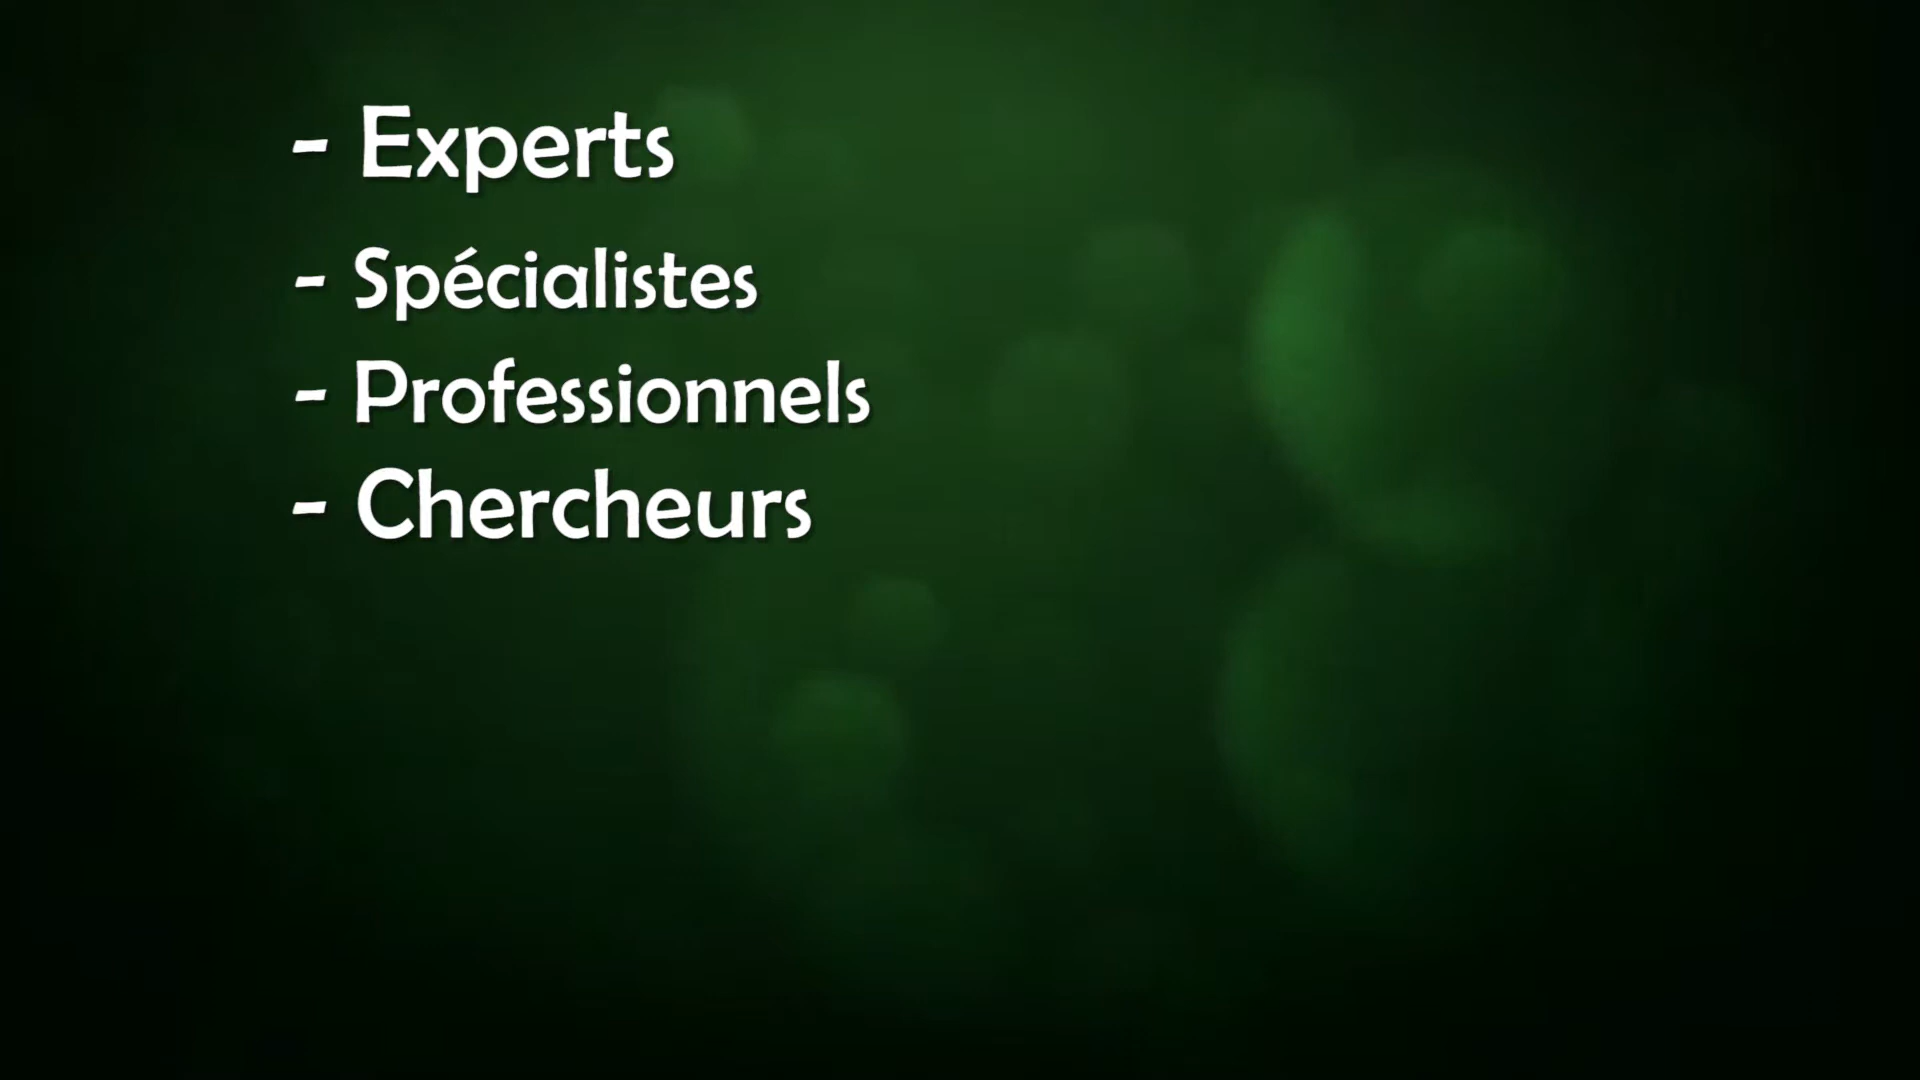 - Experts
- Spécialistes
- Professionnels
- Chercheurs